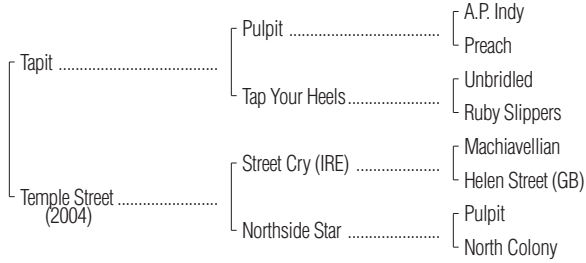 A.P. Indy
Pulpit ...............................
Preach
Tapit .....................................
Unbridled
Tap Your Heels......................
Ruby Slippers
Machiavellian
Street Cry (IRE) ....................
Helen Street (GB)
Temple Street .......................
(2004)
Pulpit
Northside Star ......................
North Colony